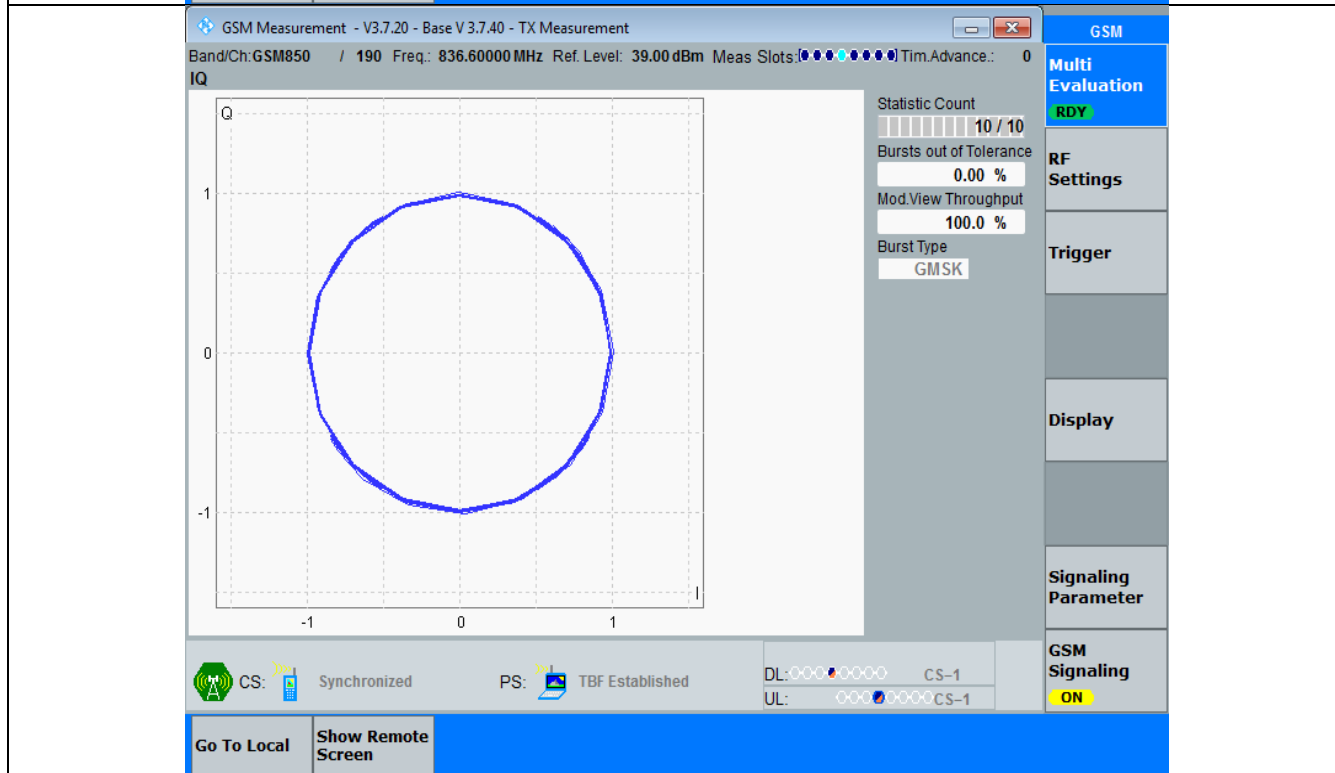 GSM Measurement - V3.7.20 - Base V 3.7.40 - TX Measurement
GSM
Band/Ch:GSM850 / 190 Freq.: 836.60000 MHz Ref. Level: 39.00 dBm Meas Slots: Tim.Advance.: 0
IQ
Multi
Evaluation
RDY
Q
Statistic Count
10 / 10
Bursts out of Tolerance
0.00 %
Mod.View Throughput
100.0 %
Burst Type
GMSK
RF
Settings
Trigger
Display
1
0
-1
I
-1 0 1
Signaling
Parameter
GSM
Signaling
ON
CS: Synchronized PS: TBF Established
DL: CS-1
UL: CS-1
Go To Local
Show Remote
Screen